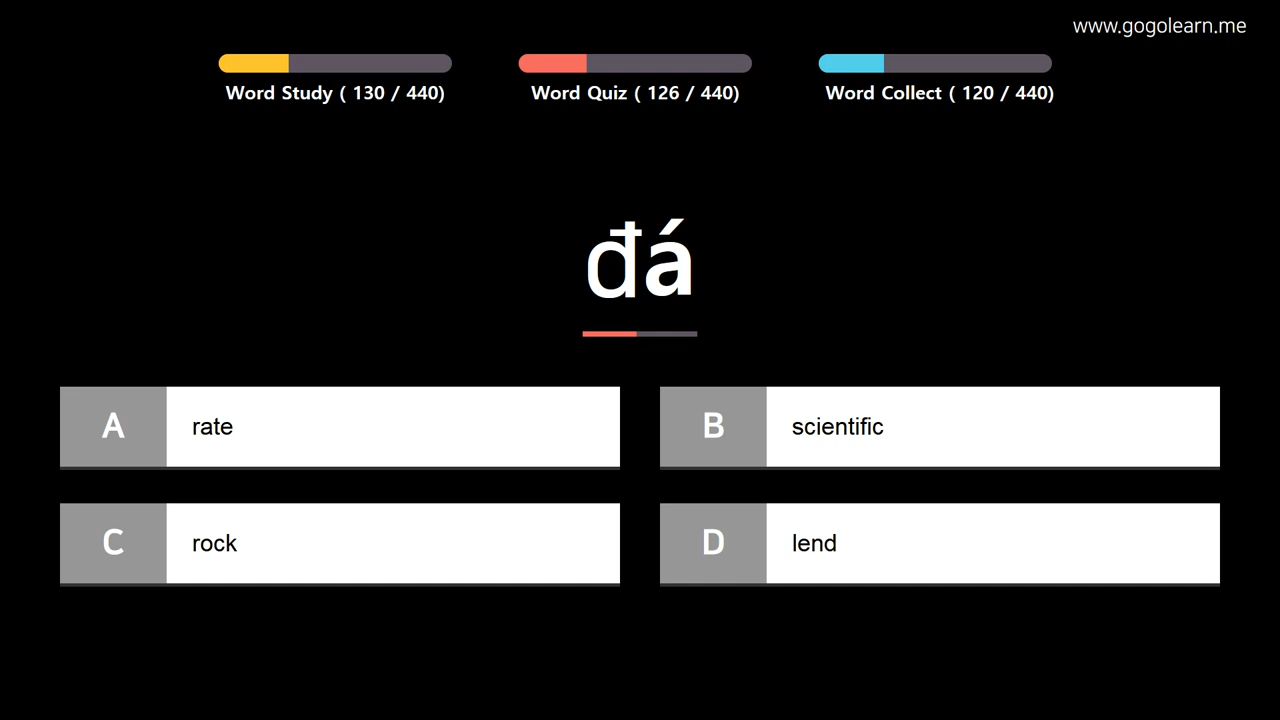 www.gogolearn.me
Word Study ( 130 / 440)
Word Quiz ( 126 / 440)
Word Collect ( 120 / 440)
đá
A rate
B scientific
C rock
D lend